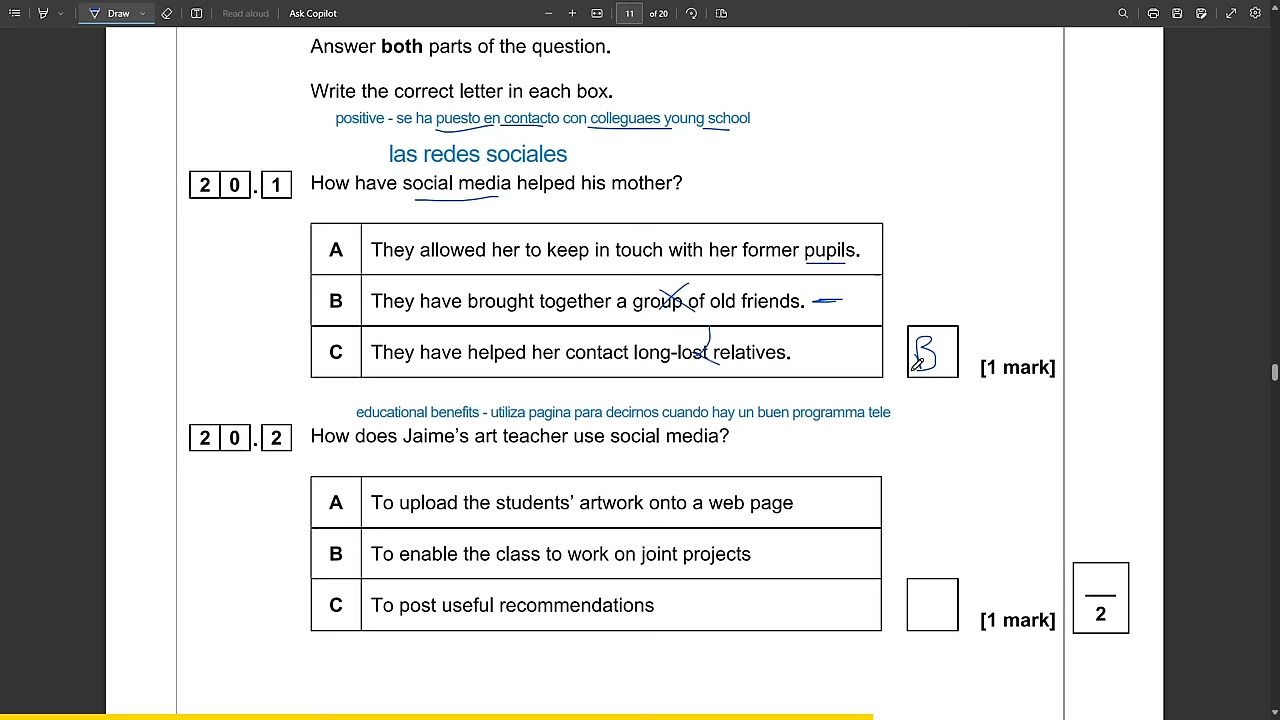 Draw Read aloud Ask Copilot 11 of 20
Answer both parts of the question.
Write the correct letter in each box.
positive - se ha puesto en contacto con colleguaes young school
las redes sociales
20.1 How have social media helped his mother?
A They allowed her to keep in touch with her former pupils.
B They have brought together a group of old friends.
C They have helped her contact long-lost relatives.
B
[1 mark]
educational benefits - utiliza pagina para decirnos cuando hay un buen programma tele
20.2 How does Jaime's art teacher use social media?
A To upload the students' artwork onto a web page
B To enable the class to work on joint projects
C To post useful recommendations
[1 mark]
2